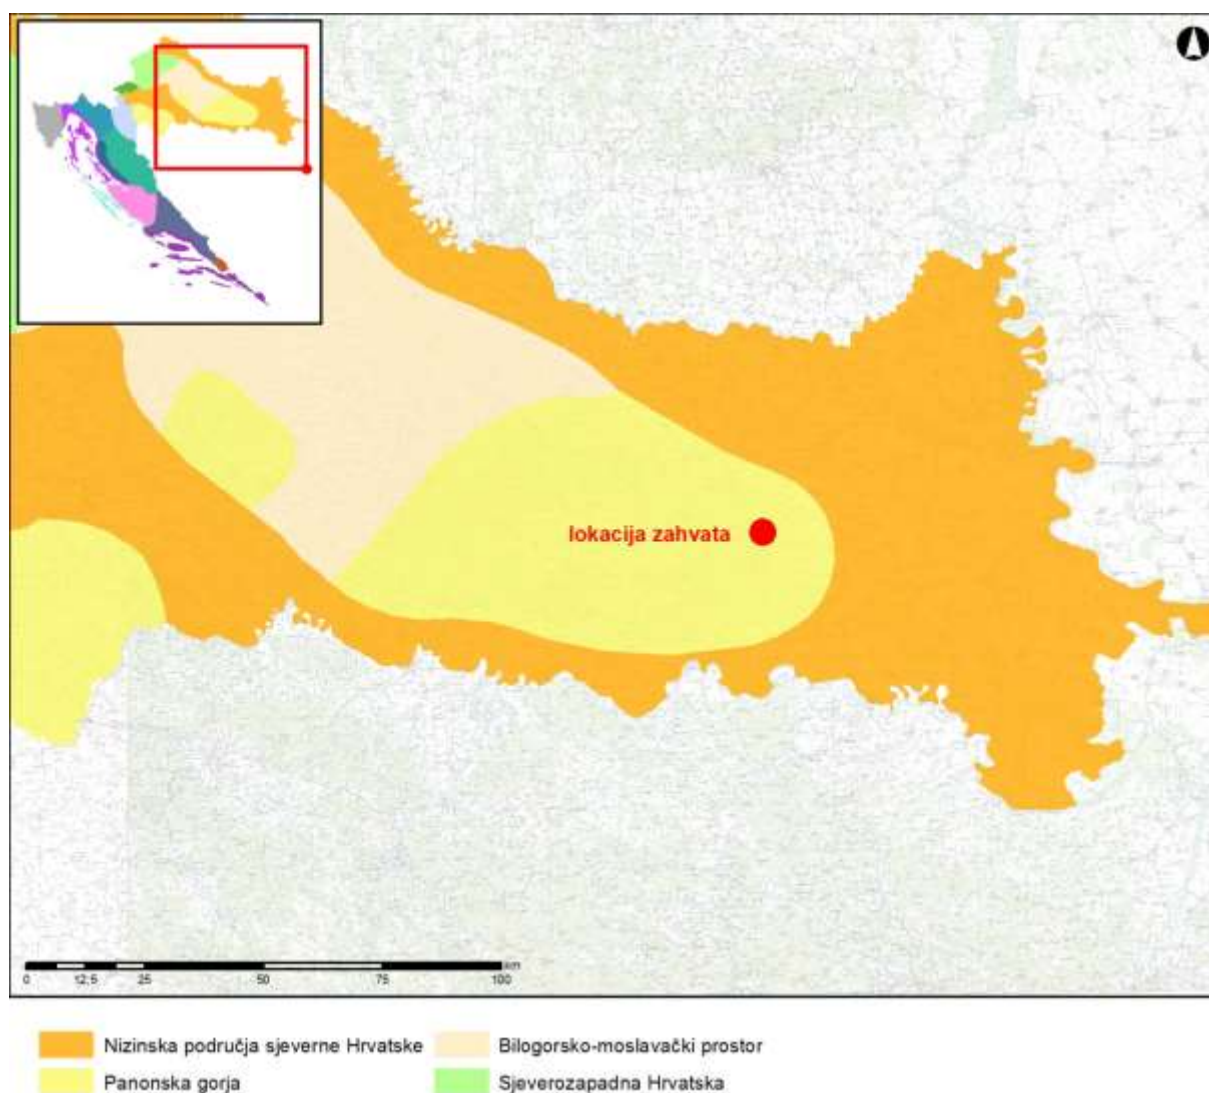 lokacija zahvata
0 12,5 25 50 75 100 km
Nizinska područja sjeverne Hrvatske Bilogorsko-moslavački prostor
Panonska gorja Sjeverozapadna Hrvatska